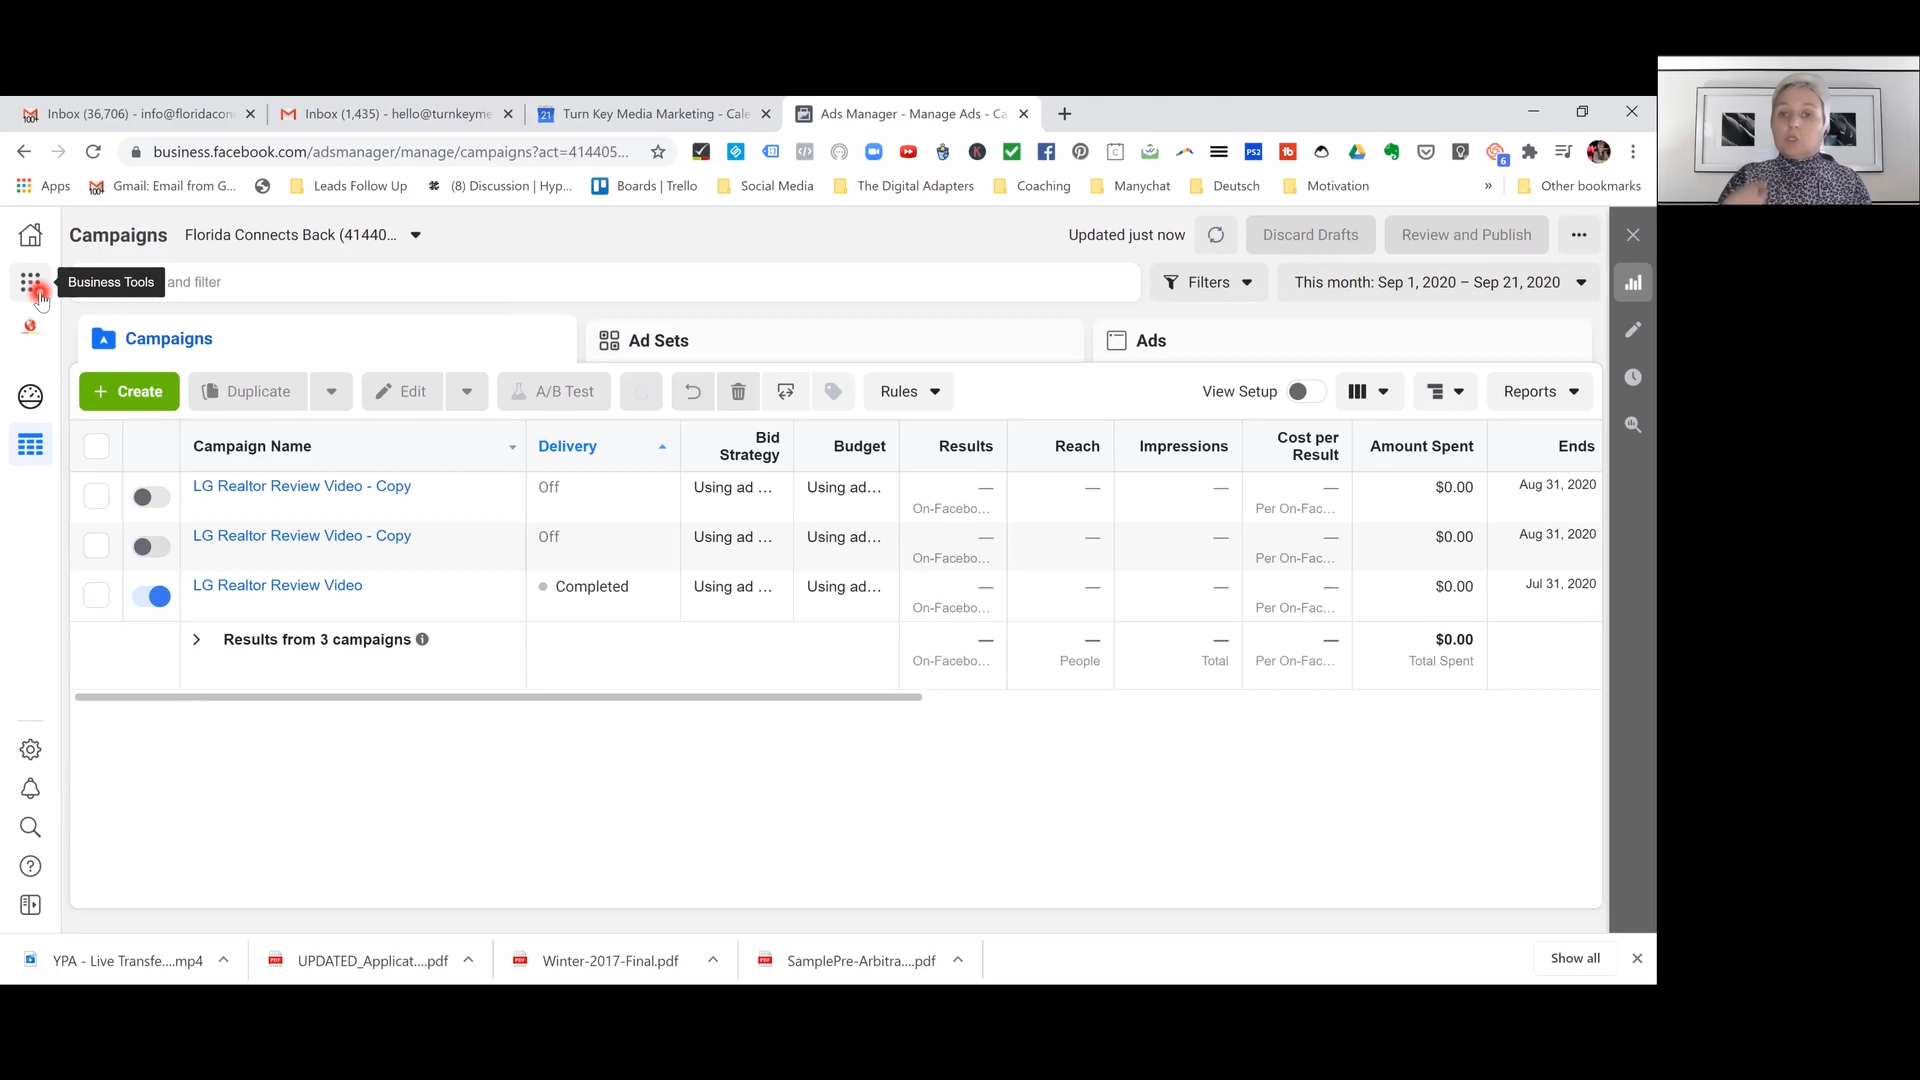 Inbox (36,706) - info@floridacon
Inbox (1,435) - hello@turnkeyme
21
Turn Key Media Marketing - Cale
Ads Manager - Manage Ads - Ca
business.facebook.com/adsmanager/manage/campaigns?act=414405...
PS2
6
Apps
Gmail: Email from G...
Leads Follow Up
(8) Discussion | Hyp...
Boards | Trello
Social Media
The Digital Adapters
Coaching
Manychat
Deutsch
Motivation
»
Other bookmarks
Campaigns
Florida Connects Back (41440...
Updated just now
Discard Drafts
Review and Publish
Business Tools
and filter
Filters
This month: Sep 1, 2020 – Sep 21, 2020
Campaigns
Ad Sets
Ads
+ Create
Duplicate
Edit
A/B Test
Rules
View Setup
Reports
Campaign Name
Delivery
Bid Strategy
Budget
Results
Reach
Impressions
Cost per Result
Amount Spent
Ends
LG Realtor Review Video - Copy
Off
Using ad ...
Using ad...
—
—
—
—
$0.00
Aug 31, 2020
On-Facebo...
Per On-Fac...
LG Realtor Review Video - Copy
Off
Using ad ...
Using ad...
—
—
—
—
$0.00
Aug 31, 2020
On-Facebo...
Per On-Fac...
LG Realtor Review Video
Completed
Using ad ...
Using ad...
—
—
—
—
$0.00
Jul 31, 2020
On-Facebo...
Per On-Fac...
Results from 3 campaigns
—
—
—
—
$0.00
On-Facebo...
People
Total
Per On-Fac...
Total Spent
YPA - Live Transfe....mp4
UPDATED_Applicat....pdf
Winter-2017-Final.pdf
SamplePre-Arbitra....pdf
Show all